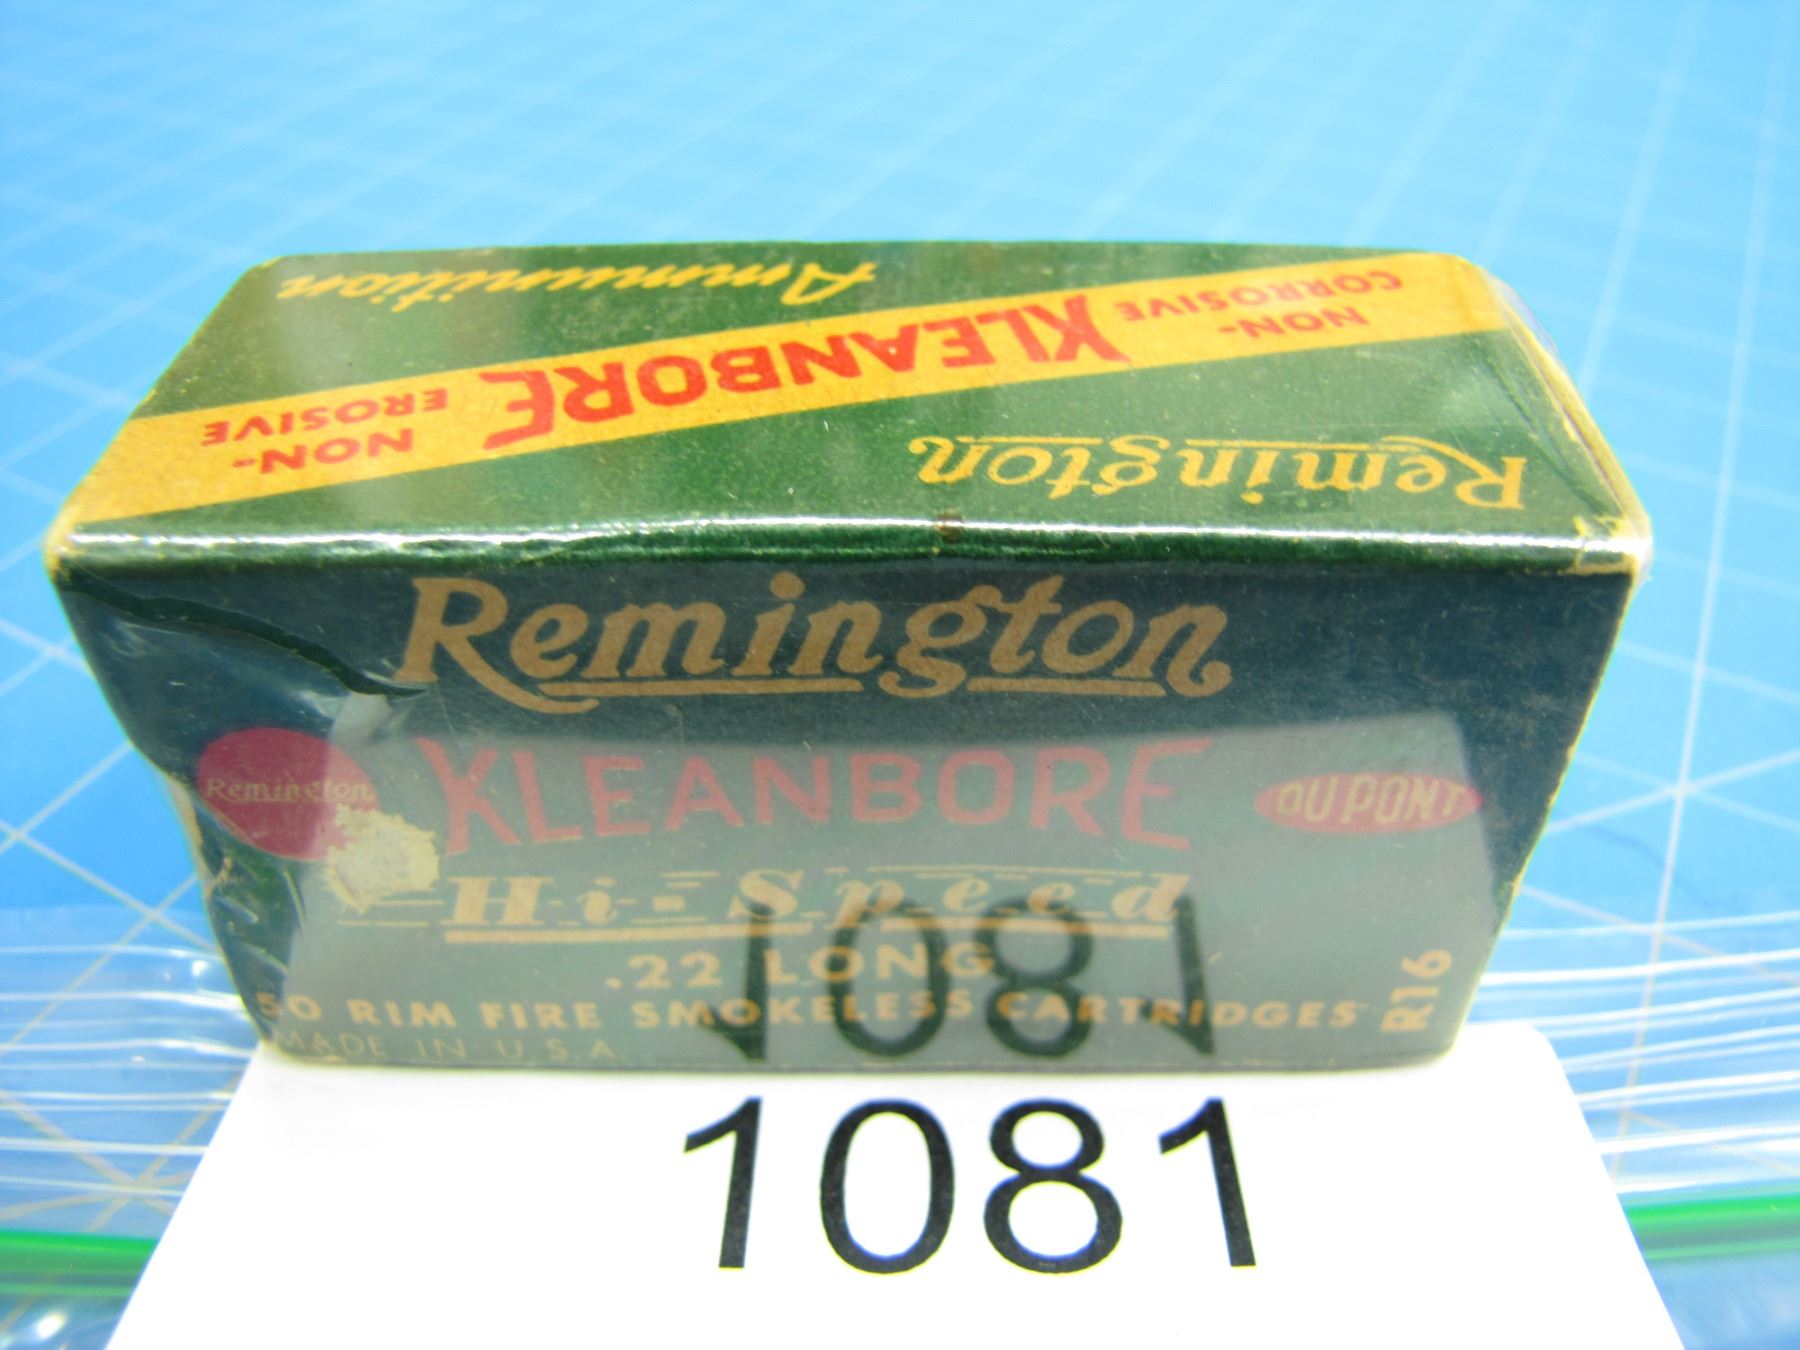 Remington
NON-CORROSIVE KLEANBORE NON-EROSIVE
Ammunition
Remington
Remington
KLEANBORE
DU PONT
Hi-Speed
.22 LONG
50 RIM FIRE SMOKELESS CARTRIDGES
R16
MADE IN U.S.A.
1081